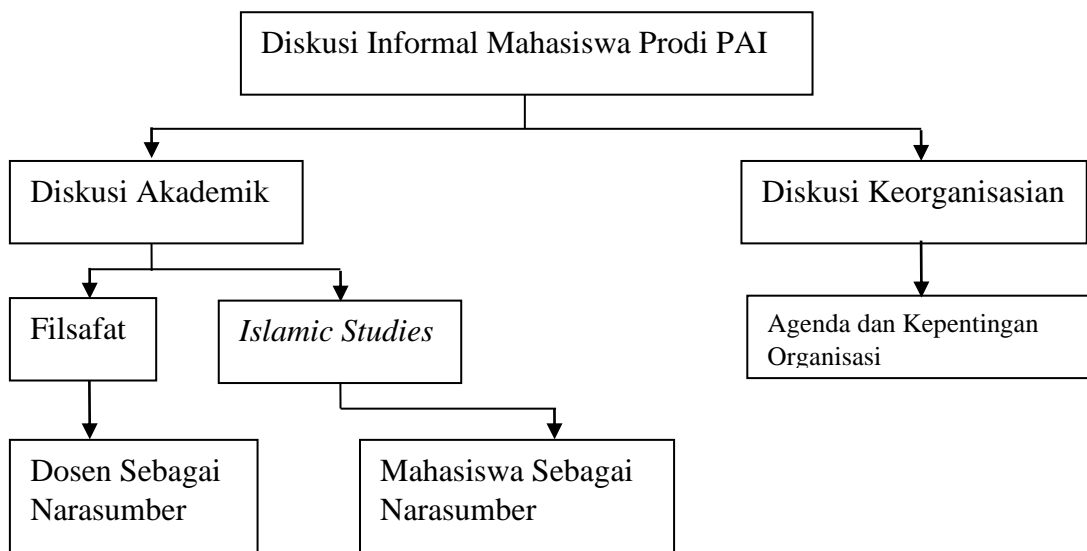 Diskusi Informal Mahasiswa Prodi PAI
Diskusi Akademik
Diskusi Keorganisasian
Filsafat
Islamic Studies
Agenda dan Kepentingan
Organisasi
Dosen Sebagai
Narasumber
Mahasiswa Sebagai
Narasumber